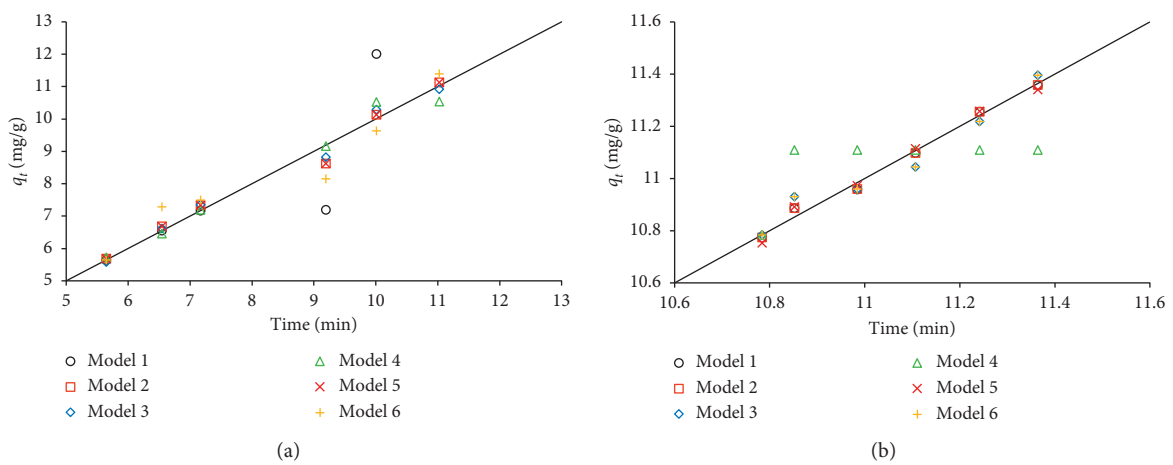 13
12
11
10
9
8
7
6
5
qt (mg/g)
5 6 7 8 9 10 11 12 13
Time (min)
Model 1 Model 4
Model 2 Model 5
Model 3 Model 6
(a)
11.6
11.4
11.2
11
10.8
10.6
qt (mg/g)
10.6 10.8 11 11.2 11.4 11.6
Time (min)
Model 1 Model 4
Model 2 Model 5
Model 3 Model 6
(b)